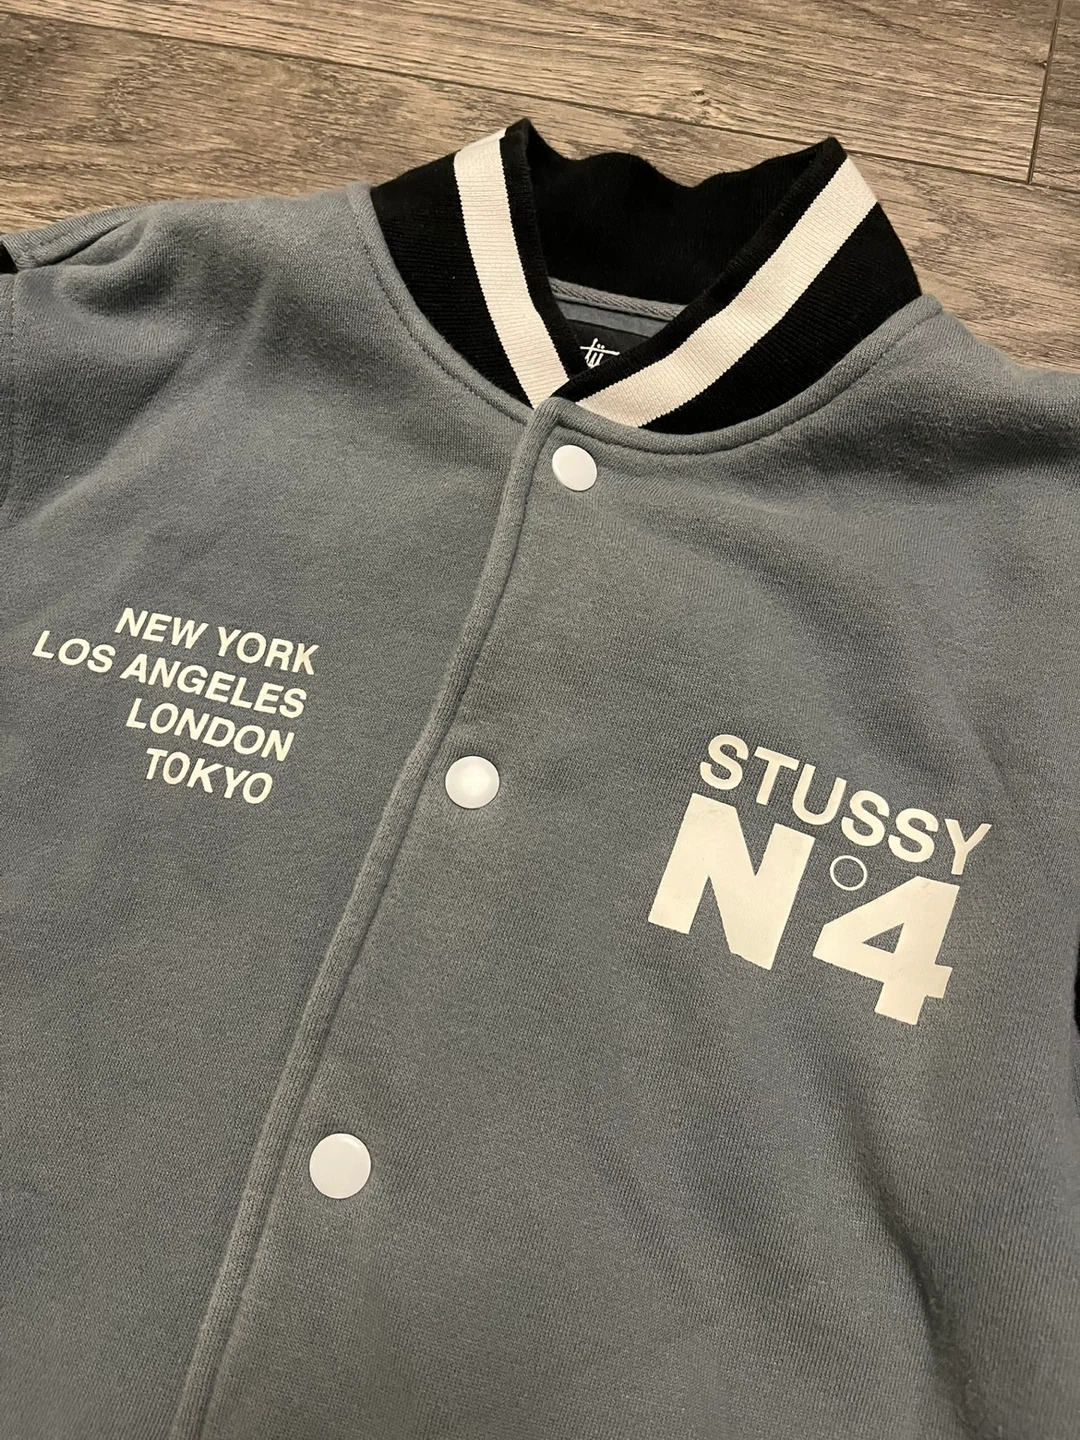 NEW YORK
LOS ANGELES
LONDON
TOKYO
STUSSY
N°4